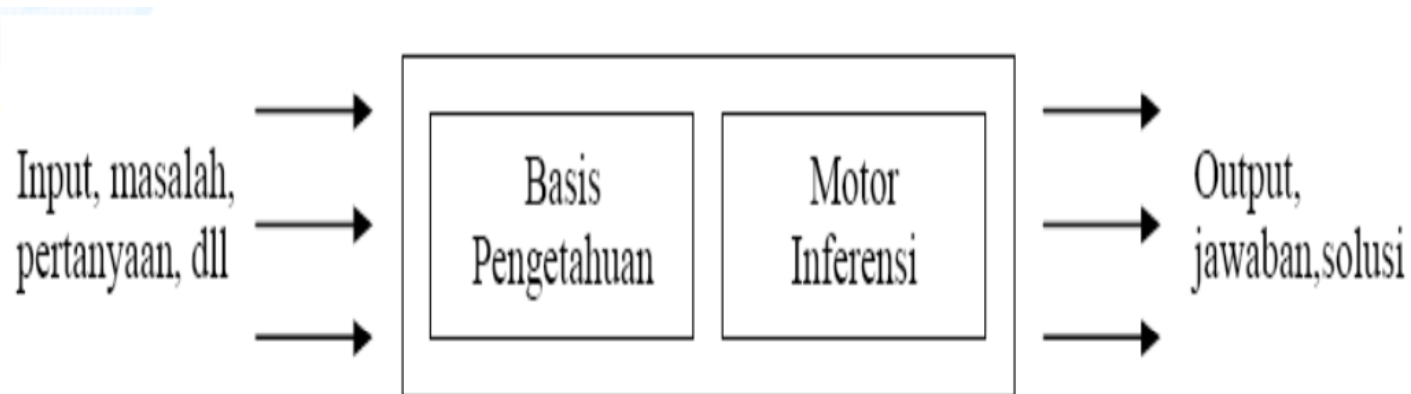 Input, masalah,
pertanyaan, dll
Basis
Pengetahuan
Motor
Inferensi
Output,
jawaban,solusi